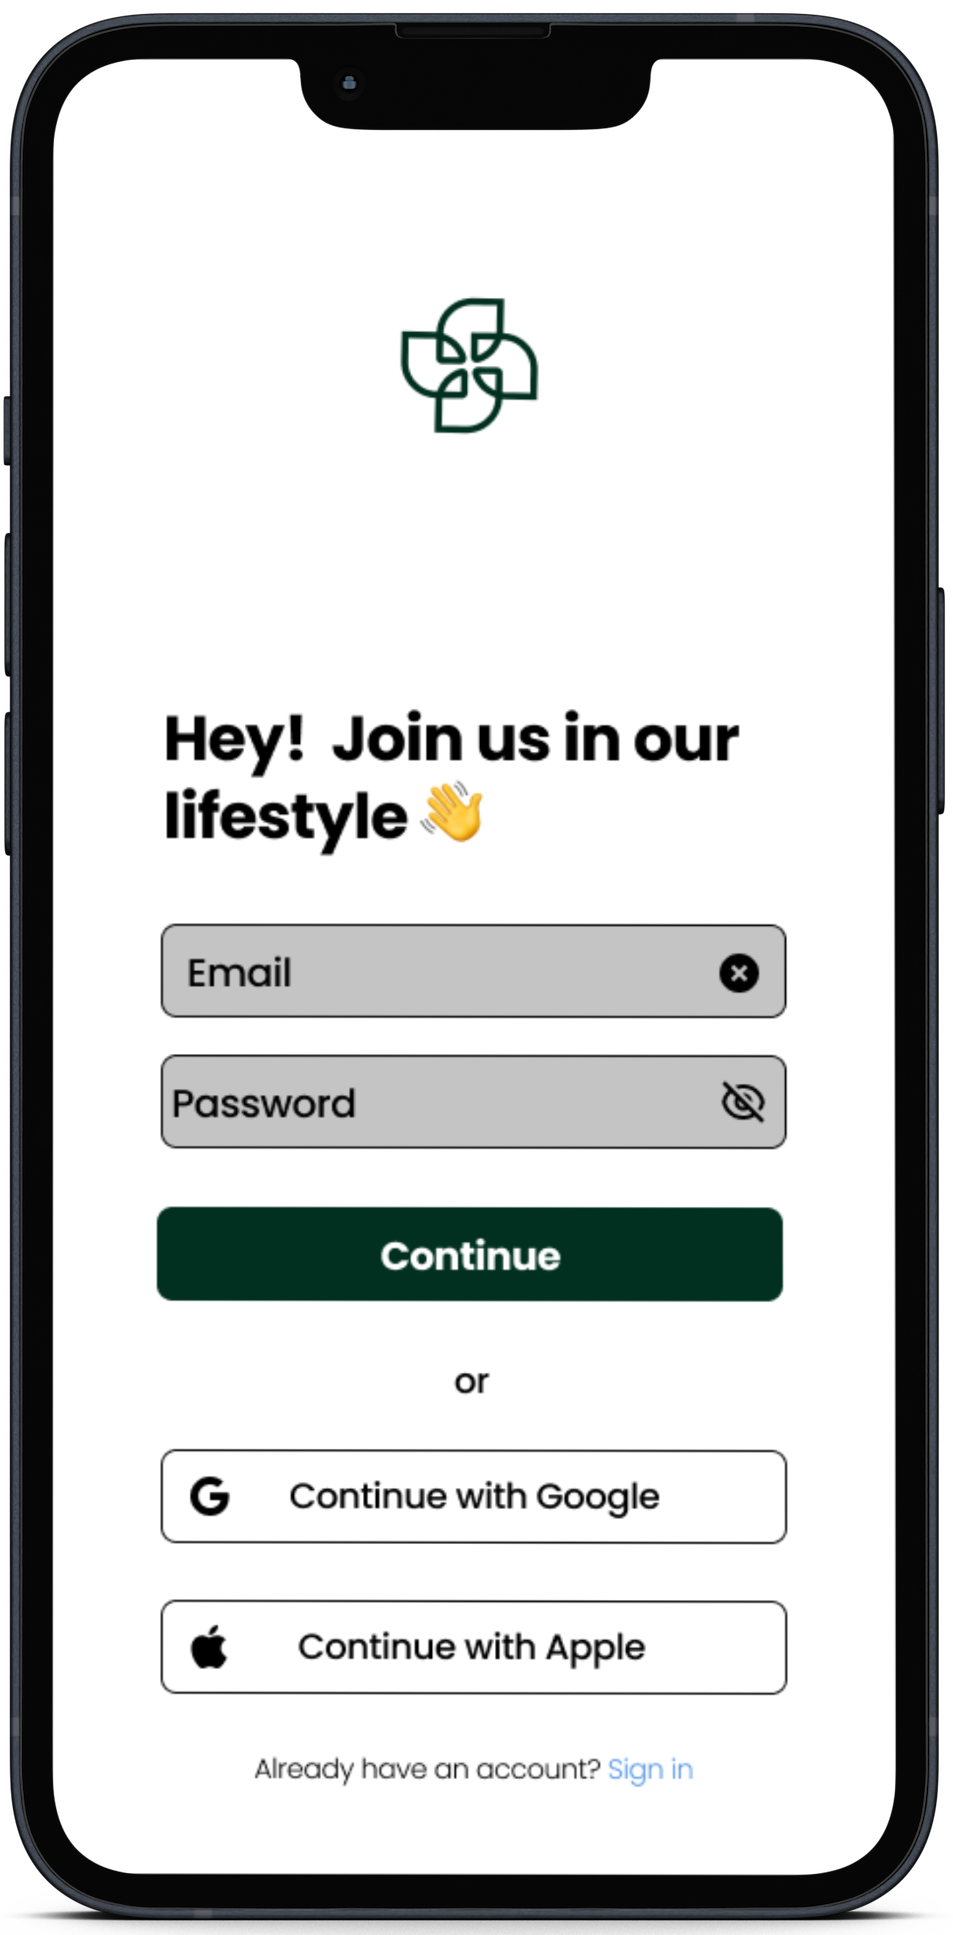 Hey!  Join us in our
lifestyle 👋
Email
Password
Continue
or
Continue with Google
Continue with Apple
Already have an account? Sign in